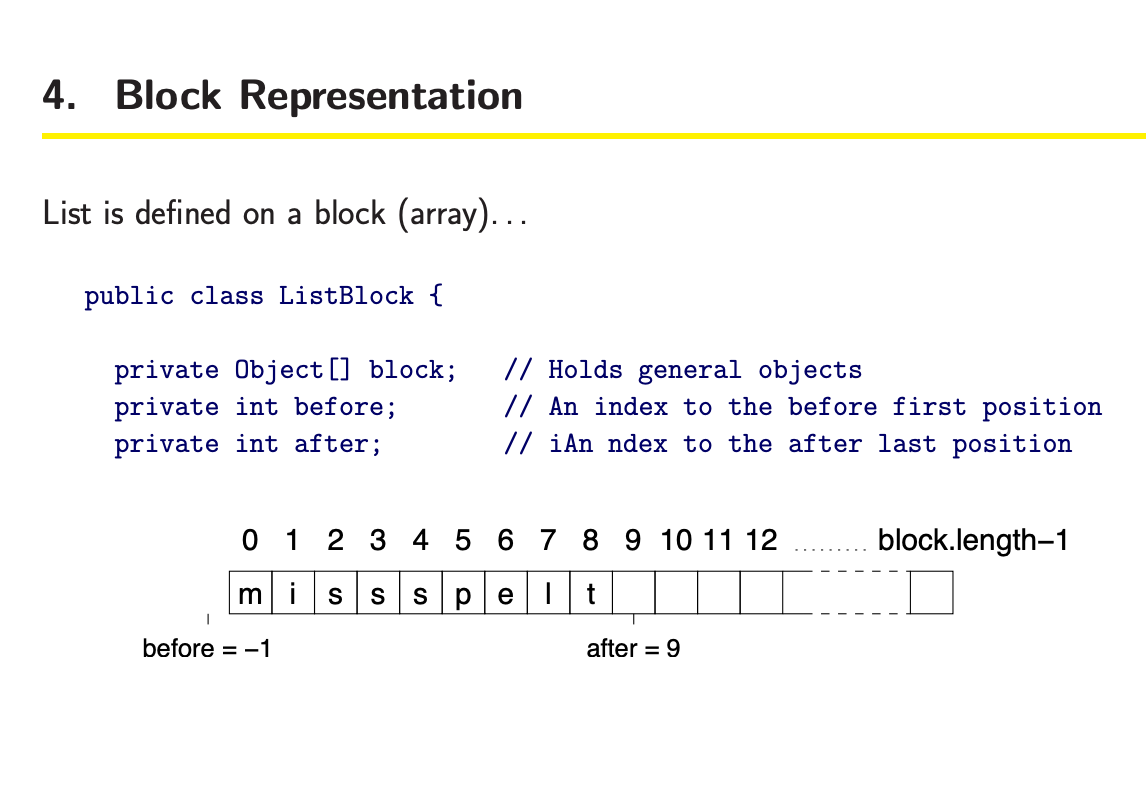 4. Block Representation
List is defined on a block (array)...
public class ListBlock {
private Object[] block; // Holds general objects
private int before; // An index to the before first position
private int after; // iAn ndex to the after last position
0 1 2 3 4 5 6 7 8 9 10 11 12 ......... block.length−1
m i s s s p e l t
before = −1 after = 9